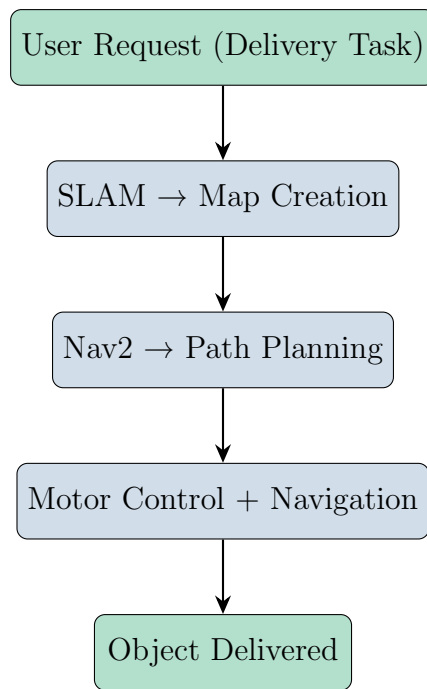 User Request (Delivery Task)
SLAM → Map Creation
Nav2 → Path Planning
Motor Control + Navigation
Object Delivered